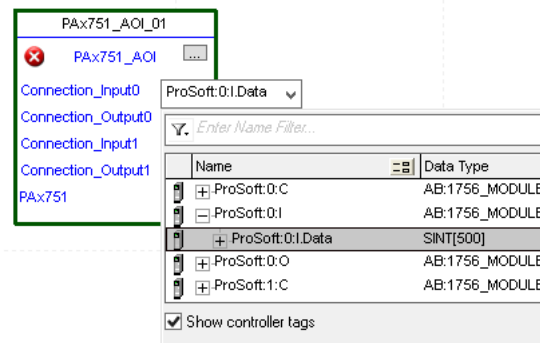 PAx751_AOI_01
PAx751_AOI ...
Connection_Input0
ProSoft:0:I.Data
Connection_Output0
Enter Name Filter...
Connection_Input1
Name Data Type
Connection_Output1
PAx751
ProSoft:0:C AB:1756_MODULE
ProSoft:0:I AB:1756_MODULE
ProSoft:0:I.Data SINT[500]
ProSoft:0:O AB:1756_MODULE
ProSoft:1:C AB:1756_MODULE
Show controller tags